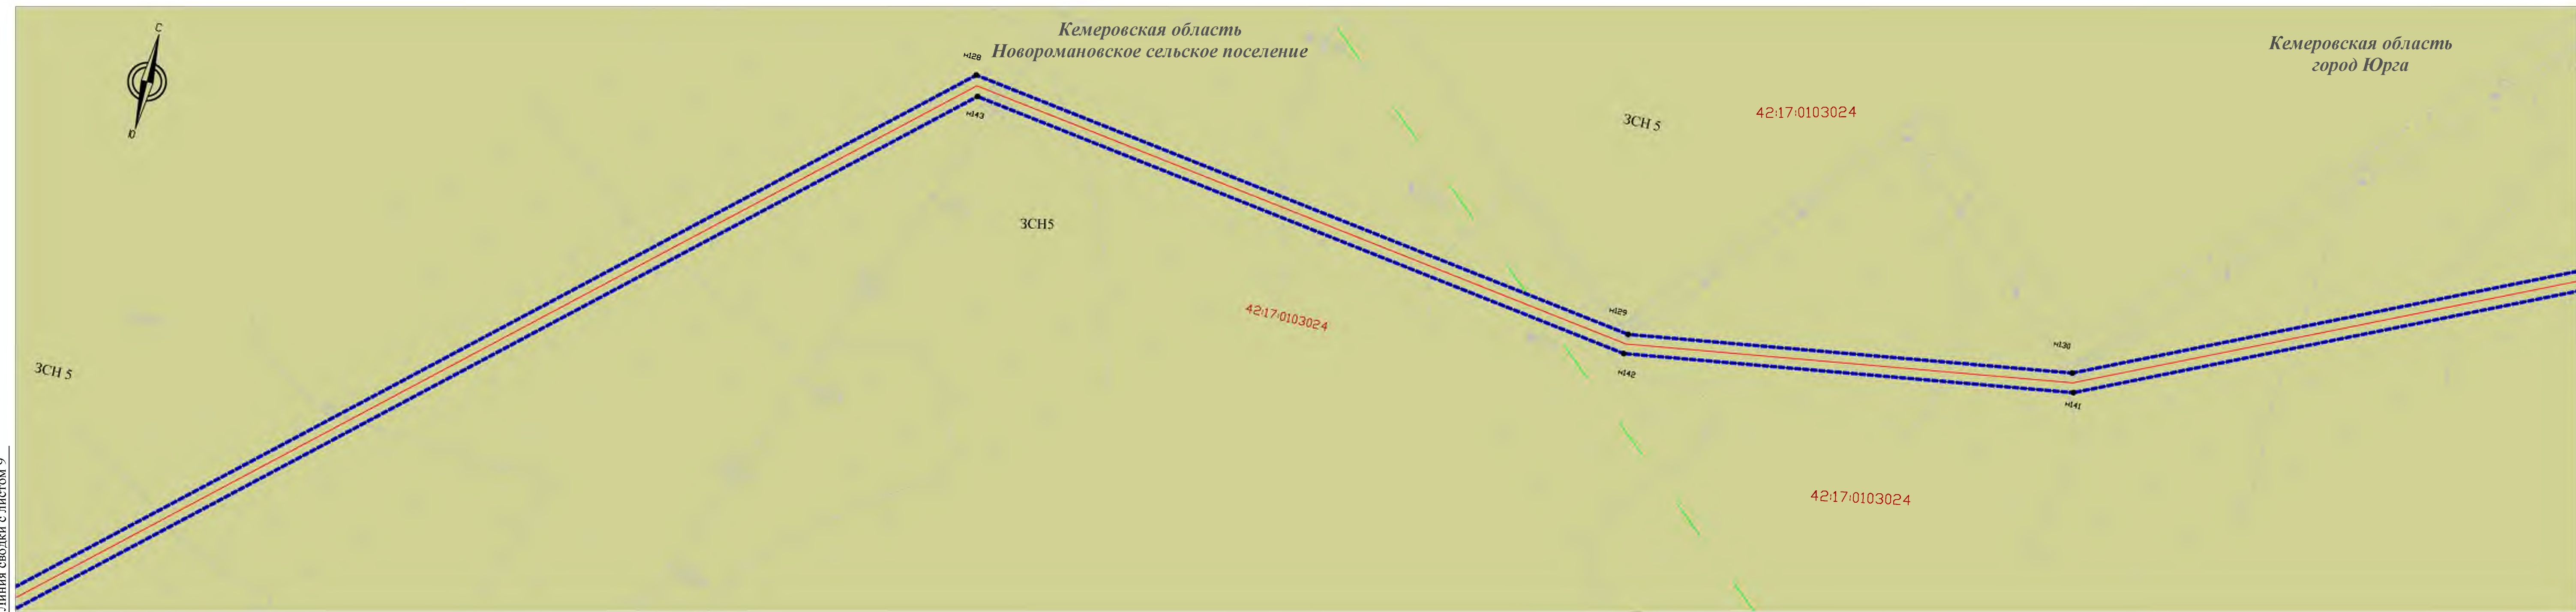 Кемеровская область
Новоромановское сельское поселение
Кемеровская область
город Юрга
С
Ю
н128
н143
ЗСН 5
42:17:0103024
ЗСН5
42:17:0103024
н129
н142
н130
н141
ЗСН 5
42:17:0103024
Линия сводки с листом 9